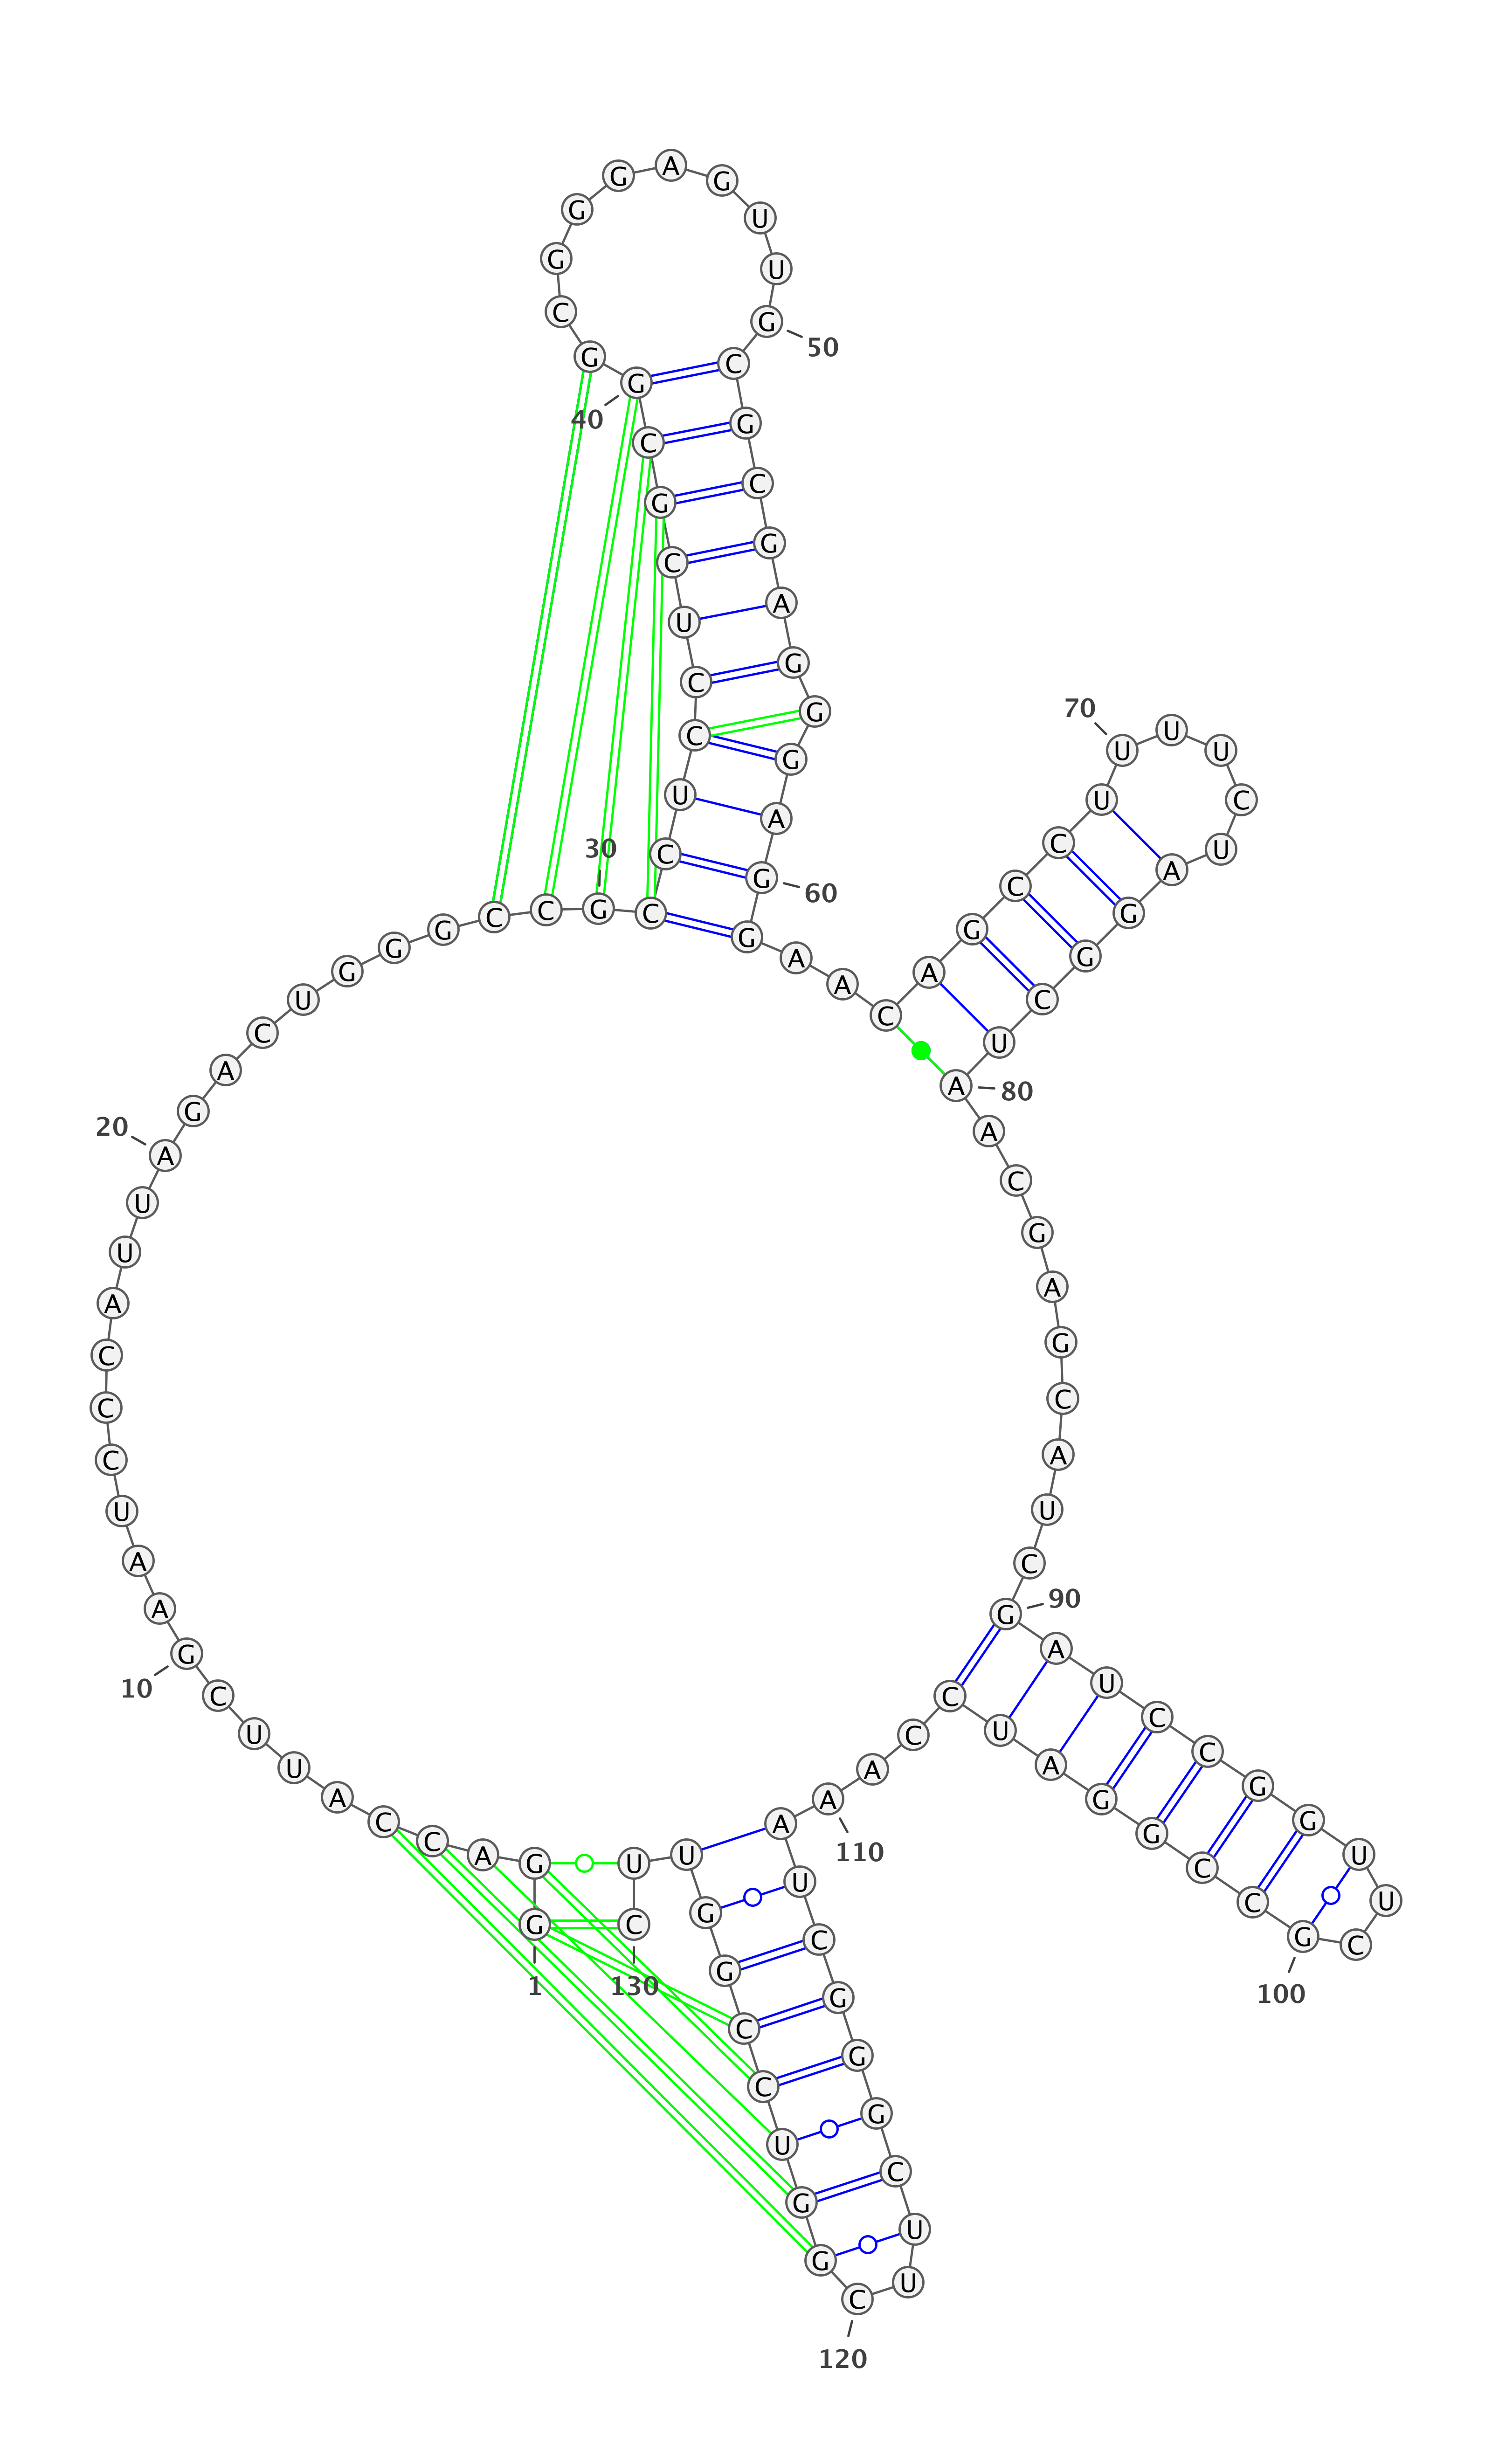 G G A C C A U U C G
A A U C C C A U U A
G A C U G G G C C G
C C U C C U C G C G
G C G G G A G U U G
C G C G A G G G A G
G A A C A G C C U U
U U C U A G G C U A
A C G A G C A U C G
A U C C G G U U C G
C C G G A U C C A A
A U C G G G C U U C
G G U C C G G U U C
1
10
20
30
40
50
60
70
80
90
100
110
120
130